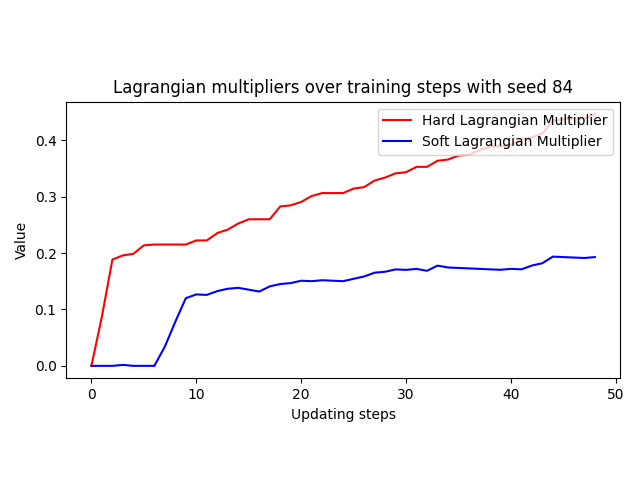 Lagrangian multipliers over training steps with seed 84
Hard Lagrangian Multiplier
Soft Lagrangian Multiplier
Value
0.4
0.3
0.2
0.1
0.0
0
10
20
30
40
50
Updating steps